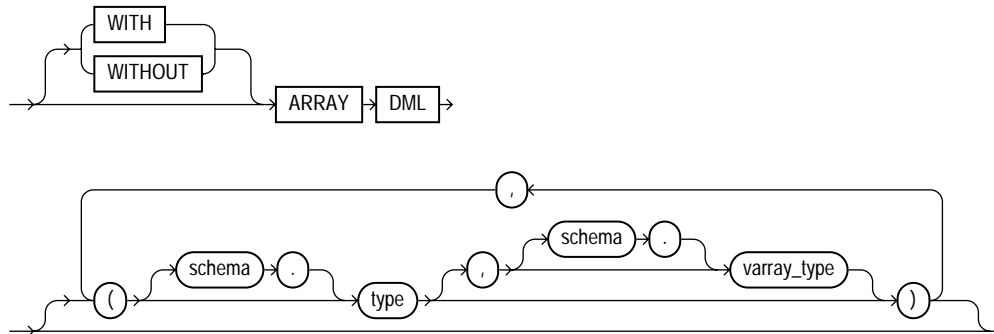 WITH
WITHOUT
ARRAY DML
,
schema .
schema . , varray_type
( type )